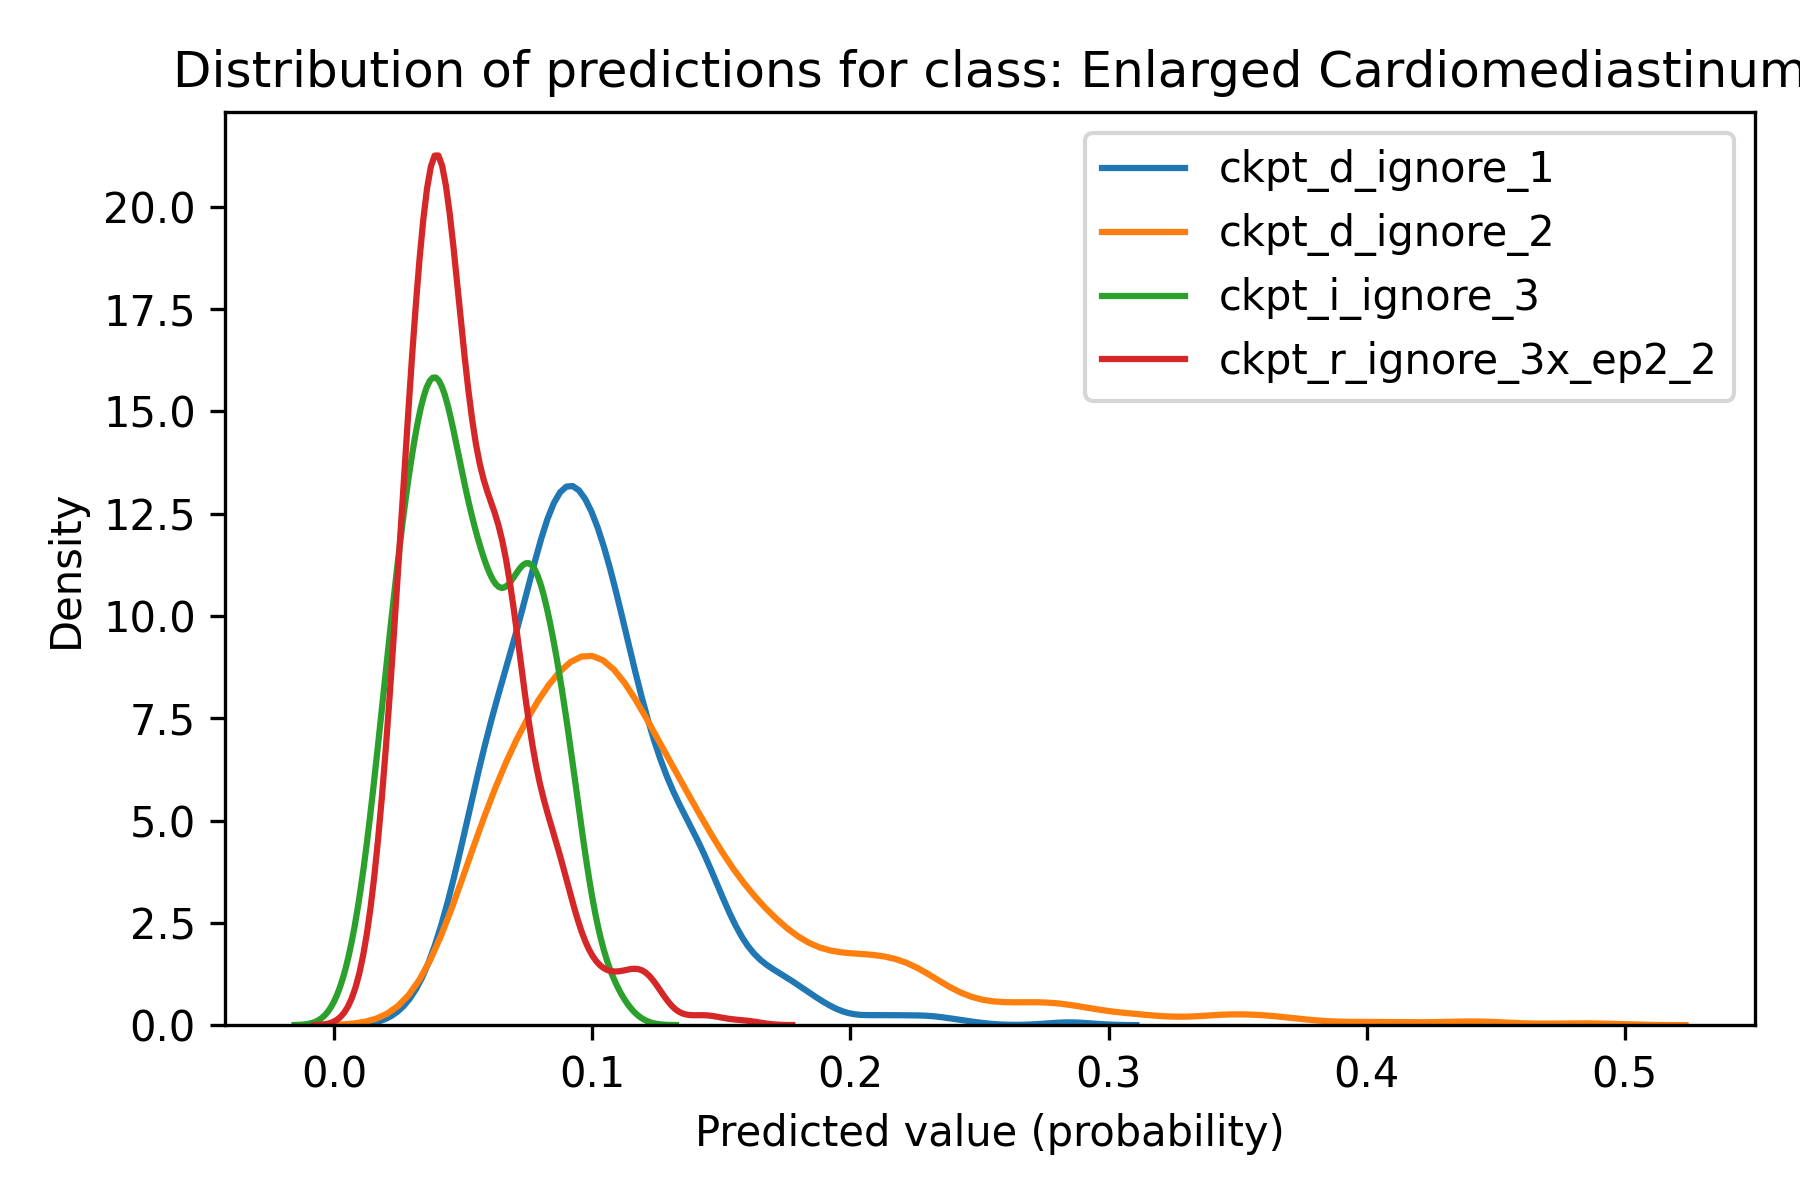 Distribution of predictions for class: Enlarged Cardiomediastinum
ckpt_d_ignore_1
ckpt_d_ignore_2
ckpt_i_ignore_3
ckpt_r_ignore_3x_ep2_2
Density
20.0
17.5
15.0
12.5
10.0
7.5
5.0
2.5
0.0
0.0 0.1 0.2 0.3 0.4 0.5
Predicted value (probability)